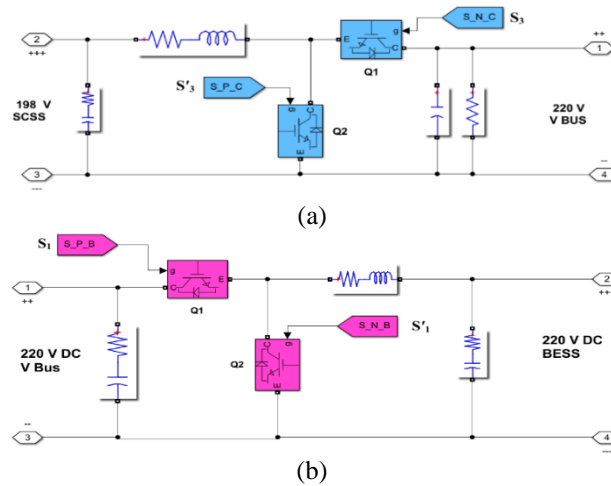 2
+++
E
g
C
S_N_C
S₃
++
1
Q1
S'₃
S_P_C
198 V
SCSS
g
C
E
Q2
220 V
V BUS
3
---
--
4
(a)
S₁
S_P_B
g
C
E
Q1
1
++
2
+++
S_N_B
S'₁
220 V DC
V Bus
C
g
E
Q2
220 V DC
BESS
--
3
4
---
(b)